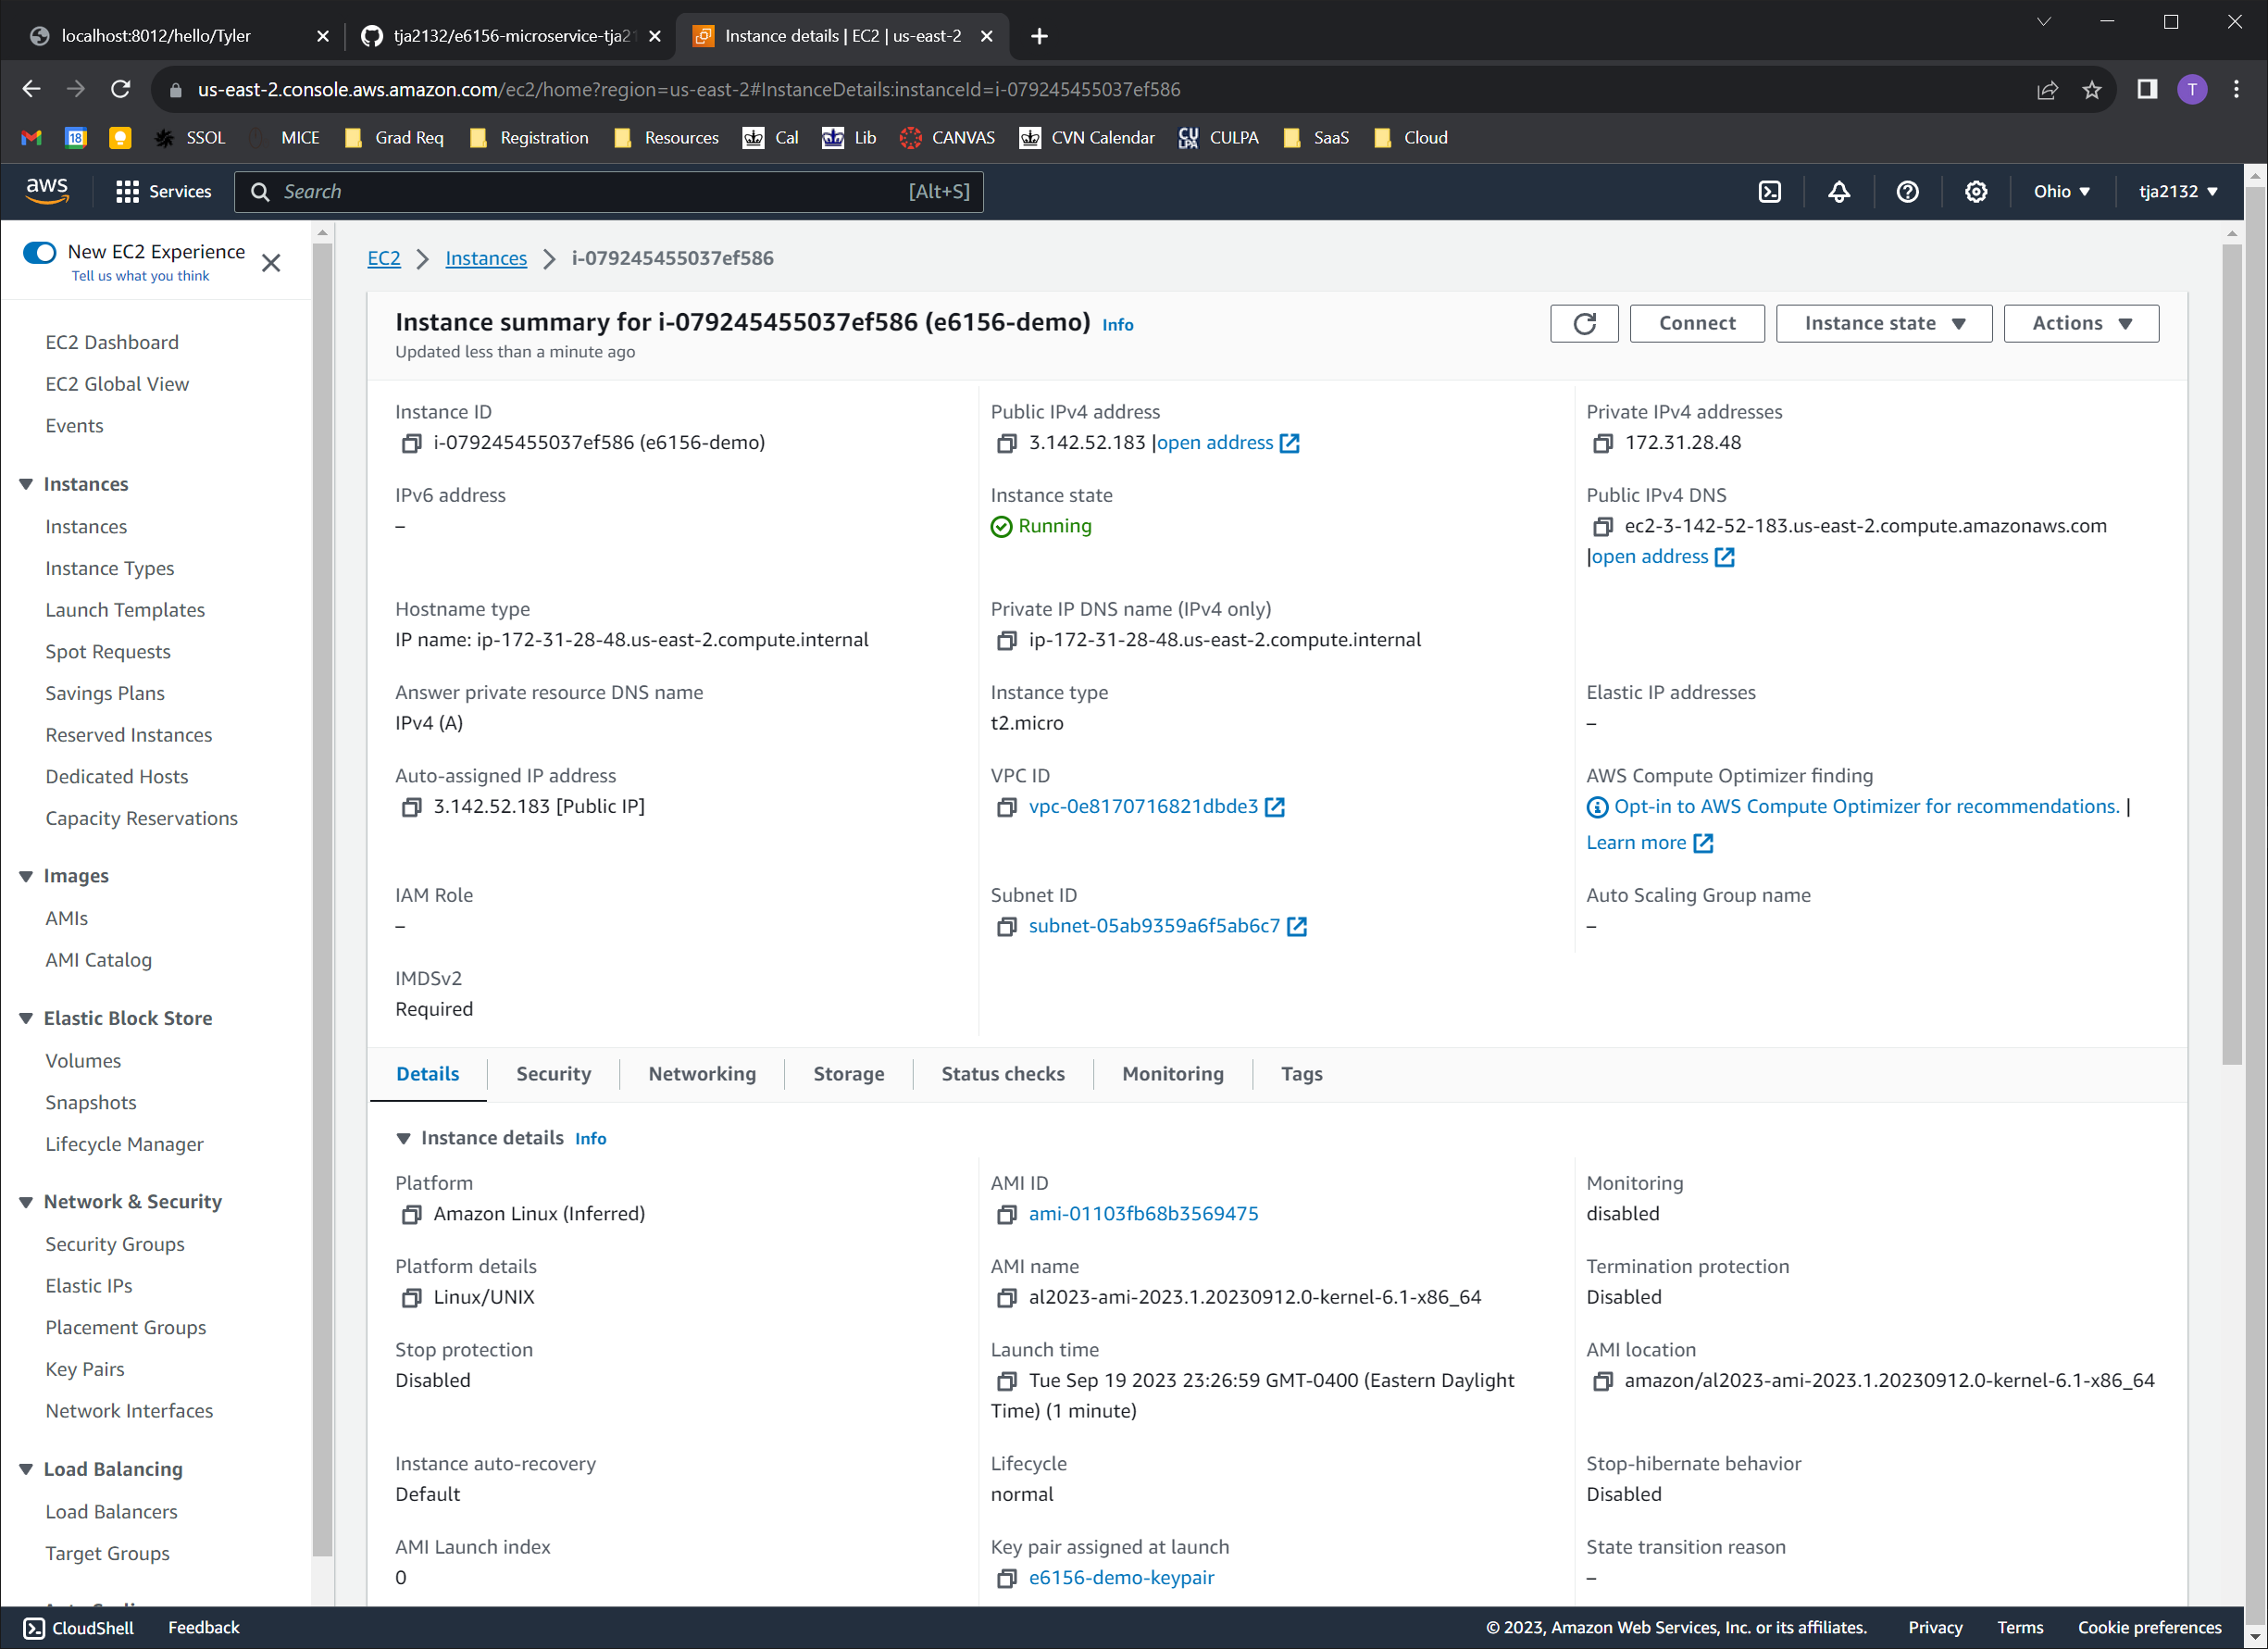 localhost:8012/hello/Tyler
tja2132/e6156-microservice-tja21
Instance details | EC2 | us-east-2
us-east-2.console.aws.amazon.com/ec2/home?region=us-east-2#InstanceDetails:instanceId=i-079245455037ef586
T
18
SSOL
MICE
Grad Req
Registration
Resources
Cal
Lib
CANVAS
CVN Calendar
CULPA
SaaS
Cloud
aws
Services
Search
[Alt+S]
Ohio
tja2132
New EC2 Experience
Tell us what you think
EC2 Dashboard
EC2 Global View
Events
Instances
Instances
Instance Types
Launch Templates
Spot Requests
Savings Plans
Reserved Instances
Dedicated Hosts
Capacity Reservations
Images
AMIs
AMI Catalog
Elastic Block Store
Volumes
Snapshots
Lifecycle Manager
Network & Security
Security Groups
Elastic IPs
Placement Groups
Key Pairs
Network Interfaces
Load Balancing
Load Balancers
Target Groups
EC2
Instances
i-079245455037ef586
Instance summary for i-079245455037ef586 (e6156-demo) Info
Updated less than a minute ago
Connect
Instance state
Actions
Instance ID
i-079245455037ef586 (e6156-demo)
Public IPv4 address
3.142.52.183 |open address
Private IPv4 addresses
172.31.28.48
IPv6 address
–
Instance state
Running
Public IPv4 DNS
ec2-3-142-52-183.us-east-2.compute.amazonaws.com
|open address
Hostname type
IP name: ip-172-31-28-48.us-east-2.compute.internal
Private IP DNS name (IPv4 only)
ip-172-31-28-48.us-east-2.compute.internal
Answer private resource DNS name
IPv4 (A)
Instance type
t2.micro
Elastic IP addresses
–
Auto-assigned IP address
3.142.52.183 [Public IP]
VPC ID
vpc-0e8170716821dbde3
AWS Compute Optimizer finding
Opt-in to AWS Compute Optimizer for recommendations. |
Learn more
IAM Role
–
Subnet ID
subnet-05ab9359a6f5ab6c7
Auto Scaling Group name
–
IMDSv2
Required
Details
Security
Networking
Storage
Status checks
Monitoring
Tags
Instance details Info
Platform
Amazon Linux (Inferred)
AMI ID
ami-01103fb68b3569475
Monitoring
disabled
Platform details
Linux/UNIX
AMI name
al2023-ami-2023.1.20230912.0-kernel-6.1-x86_64
Termination protection
Disabled
Stop protection
Disabled
Launch time
Tue Sep 19 2023 23:26:59 GMT-0400 (Eastern Daylight
Time) (1 minute)
AMI location
amazon/al2023-ami-2023.1.20230912.0-kernel-6.1-x86_64
Instance auto-recovery
Default
Lifecycle
normal
Stop-hibernate behavior
Disabled
AMI Launch index
0
Key pair assigned at launch
e6156-demo-keypair
State transition reason
–
CloudShell
Feedback
© 2023, Amazon Web Services, Inc. or its affiliates.
Privacy
Terms
Cookie preferences